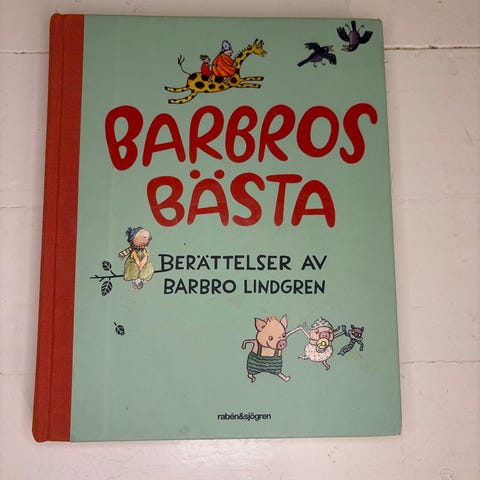 BARBROS
BÄSTA
BERÄTTELSER AV
BARBRO LINDGREN
rabén&sjögren